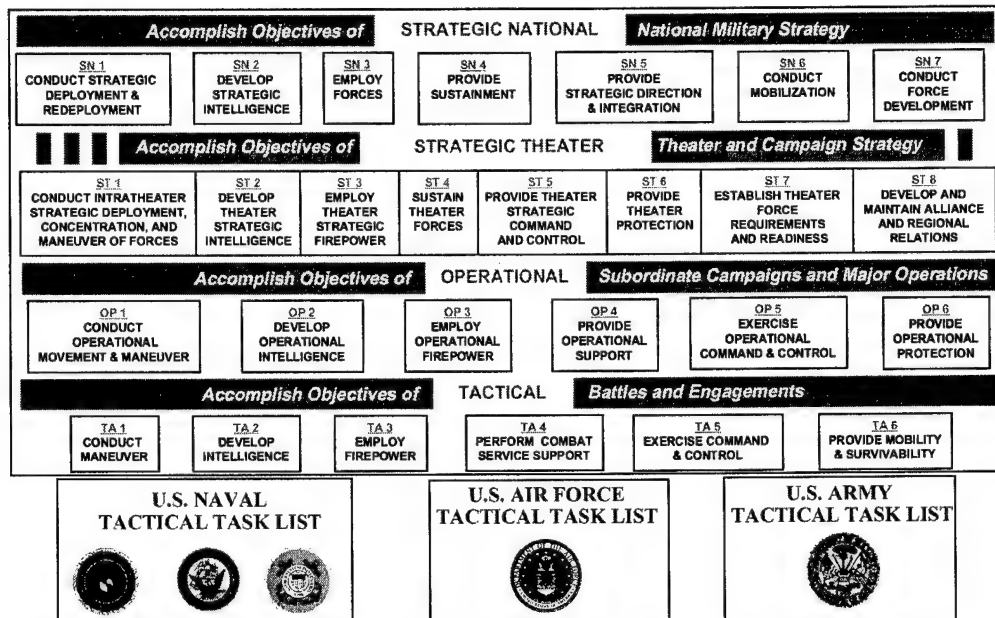 Accomplish Objectives of STRATEGIC NATIONAL National Military Strategy
SN 1
CONDUCT STRATEGIC
DEPLOYMENT &
REDEPLOYMENT
SN 2
DEVELOP
STRATEGIC
INTELLIGENCE
SN 3
EMPLOY
FORCES
SN 4
PROVIDE
SUSTAINMENT
SN 5
PROVIDE
STRATEGIC DIRECTION
& INTEGRATION
SN 6
CONDUCT
MOBILIZATION
SN 7
CONDUCT
FORCE
DEVELOPMENT
Accomplish Objectives of STRATEGIC THEATER Theater and Campaign Strategy
ST 1
CONDUCT INTRATHEATER
STRATEGIC DEPLOYMENT,
CONCENTRATION, AND
MANEUVER OF FORCES
ST 2
DEVELOP
THEATER
STRATEGIC
INTELLIGENCE
ST 3
EMPLOY
THEATER
STRATEGIC
FIREPOWER
ST 4
SUSTAIN
THEATER
FORCES
ST 5
PROVIDE THEATER
STRATEGIC
COMMAND
AND CONTROL
ST 6
PROVIDE
THEATER
PROTECTION
ST 7
ESTABLISH THEATER
FORCE
REQUIREMENTS
AND READINESS
ST 8
DEVELOP AND
MAINTAIN ALLIANCE
AND REGIONAL
RELATIONS
Accomplish Objectives of OPERATIONAL Subordinate Campaigns and Major Operations
OP 1
CONDUCT
OPERATIONAL
MOVEMENT & MANEUVER
OP 2
DEVELOP
OPERATIONAL
INTELLIGENCE
OP 3
EMPLOY
OPERATIONAL
FIREPOWER
OP 4
PROVIDE
OPERATIONAL
SUPPORT
OP 5
EXERCISE
OPERATIONAL
COMMAND & CONTROL
OP 6
PROVIDE
OPERATIONAL
PROTECTION
Accomplish Objectives of TACTICAL Battles and Engagements
TA 1
CONDUCT
MANEUVER
TA 2
DEVELOP
INTELLIGENCE
TA 3
EMPLOY
FIREPOWER
TA 4
PERFORM COMBAT
SERVICE SUPPORT
TA 5
EXERCISE COMMAND
& CONTROL
TA 6
PROVIDE MOBILITY
& SURVIVABILITY
U.S. NAVAL
TACTICAL TASK LIST
U.S. AIR FORCE
TACTICAL TASK LIST
U.S. ARMY
TACTICAL TASK LIST